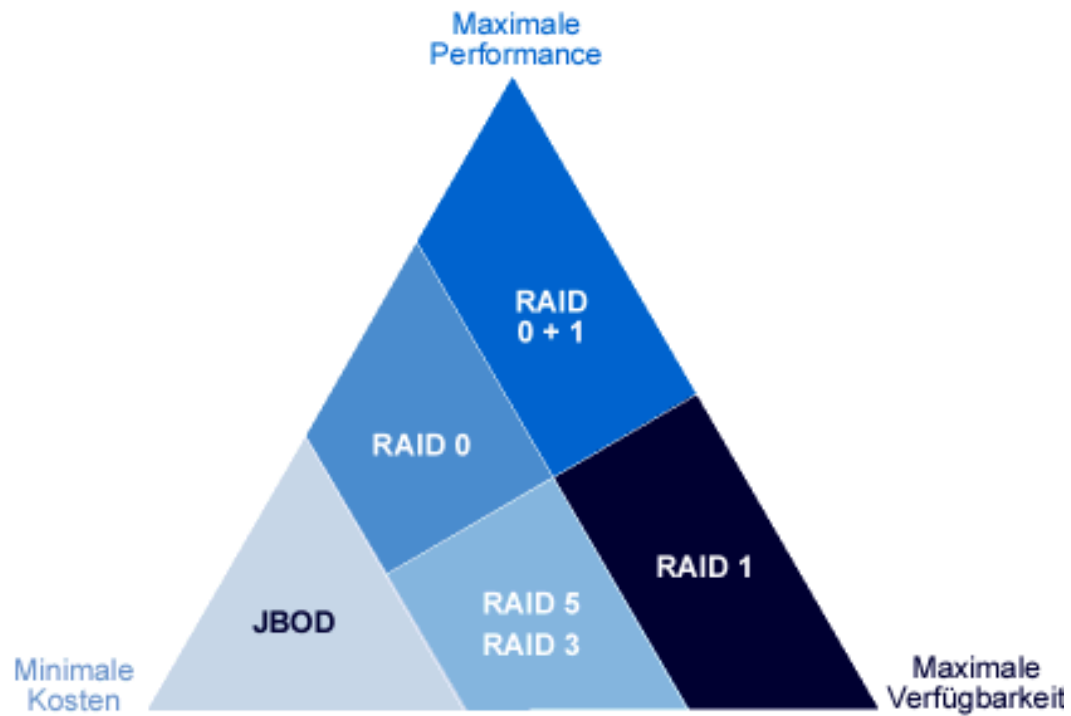 Maximale
Performance
RAID
0 + 1
RAID 0
RAID 1
RAID 5
JBOD
RAID 3
Minimale
Kosten
Maximale
Verfügbarkeit